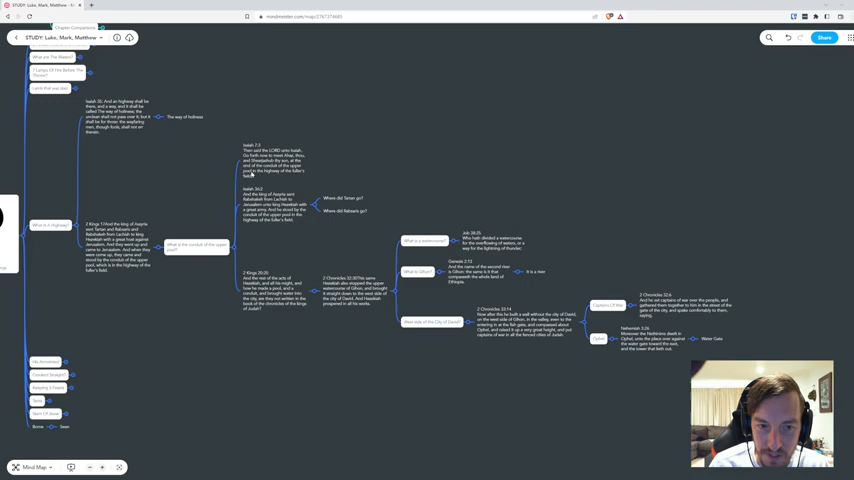 STUDY: Luke, Mark, Matthew - M
mindmeister.com/map/2767374680
Chapter Comparisons
STUDY: Luke, Mark, Matthew
Share
What are The Waters?
7 Lamps Of Fire Before The
Throne?
Lamb that was slain
Isaiah 35: And an highway shall be
there, and a way, and it shall be
called The way of holiness; the
unclean shall not pass over it; but it
shall be for those: the wayfaring
men, though fools, shall not err
therein.
The way of holiness
Isaiah 7:3
Then said the LORD unto Isaiah,
Go forth now to meet Ahaz, thou,
and Shearjashub thy son, at the
end of the conduit of the upper
pool in the highway of the fuller's
field;
Isaiah 36:2
And the king of Assyria sent
Rabshakeh from Lachish to
Jerusalem unto king Hezekiah with
a great army. And he stood by the
conduit of the upper pool in the
highway of the fuller's field.
Where did Tartan go?
Where did Rabsaris go?
What Is A Highway?
2 Kings 17And the king of Assyria
sent Tartan and Rabsaris and
Rabshakeh from Lachish to king
Hezekiah with a great host against
Jerusalem. And they went up and
came to Jerusalem. And when they
were come up, they came and
stood by the conduit of the upper
pool, which is in the highway of the
fuller's field.
What is the conduit of the upper
pool?
2 Kings 20:20
And the rest of the acts of
Hezekiah, and all his might, and
how he made a pool, and a
conduit, and brought water into
the city, are they not written in the
book of the chronicles of the kings
of Judah?
2 Chronicles 32:30This same
Hezekiah also stopped the upper
watercourse of Gihon, and brought
it straight down to the west side of
the city of David. And Hezekiah
prospered in all his works.
What is a watercourse?
Job 38:25
Who hath divided a watercourse
for the overflowing of waters, or a
way for the lightning of thunder;
What Is Gihon?
Genesis 2:13
And the name of the second river
is Gihon: the same is it that
compasseth the whole land of
Ethiopia.
It is a river
West side of the City of David?
2 Chronicles 33:14
Now after this he built a wall without the city of David,
on the west side of Gihon, in the valley, even to the
entering in at the fish gate, and compassed about
Ophel, and raised it up a very great height, and put
captains of war in all the fenced cities of Judah.
Captains Of War
2 Chronicles 32:6
And he set captains of war over the people, and
gathered them together to him in the street of the
gate of the city, and spake comfortably to them,
saying,
Ophel
Nehemiah 3:26
Moreover the Nethinims dwelt in
Ophel, unto the place over against
the water gate toward the east,
and the tower that lieth out.
Water Gate
Keeping 3 Feasts
Tents
Stem Of Jesse
Borne
Seen
Mind Map